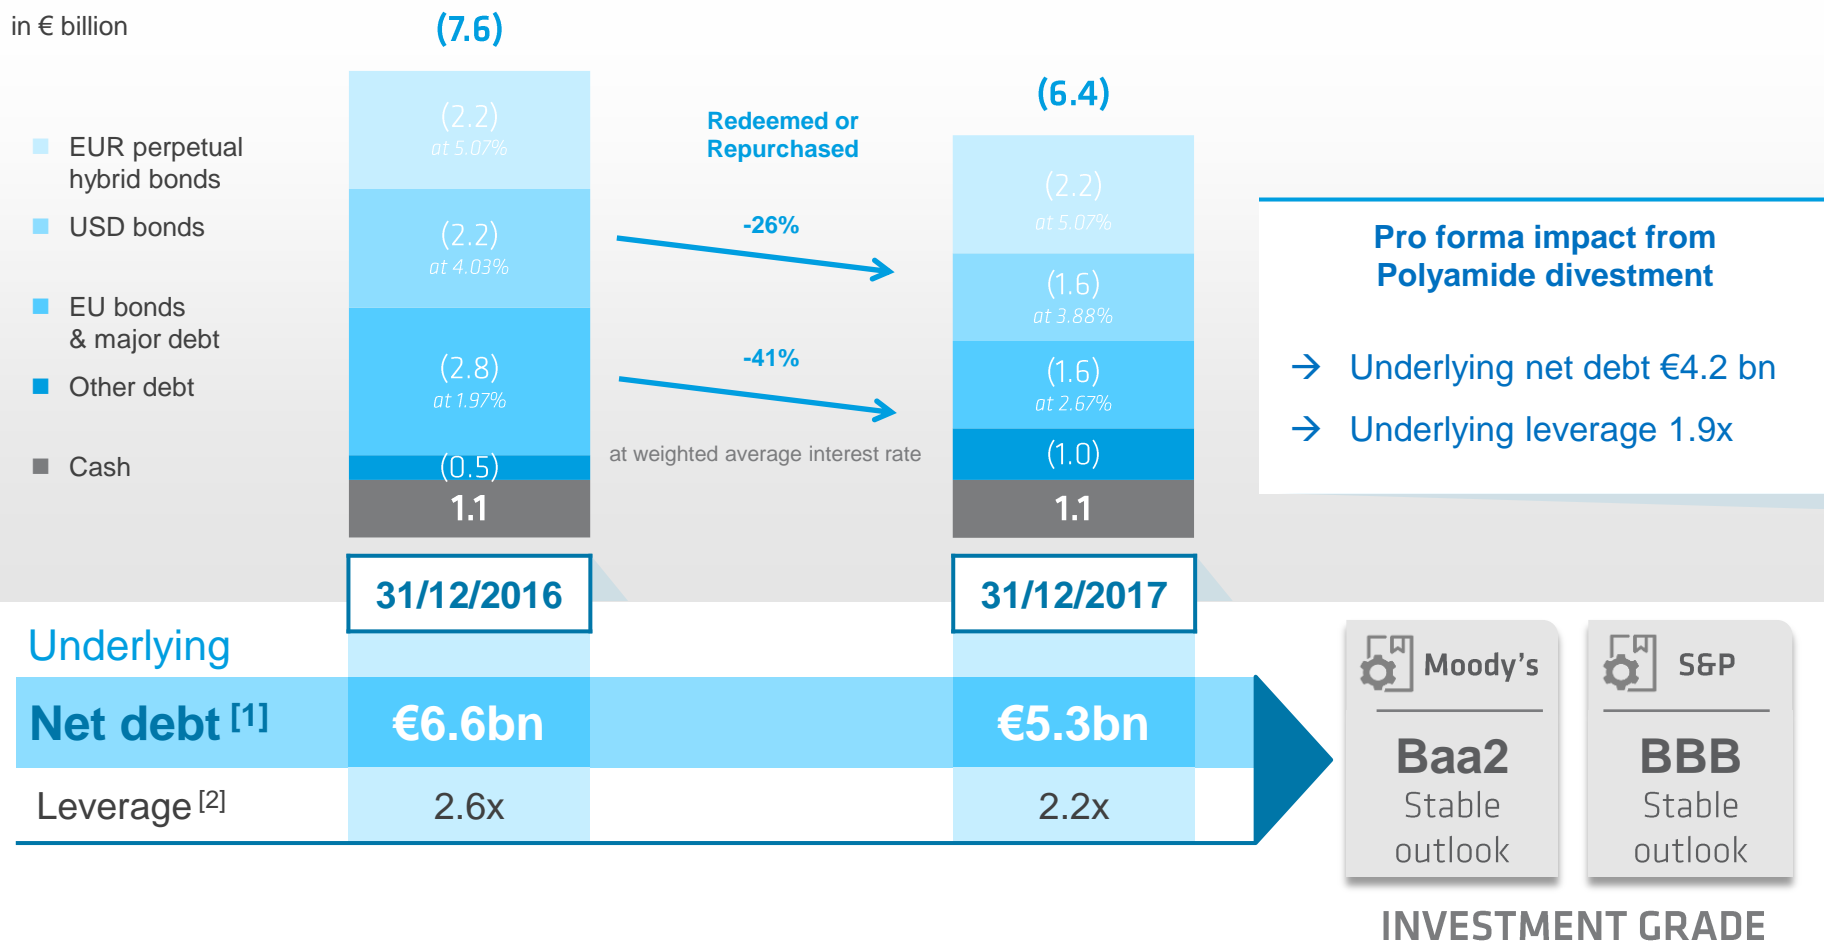 in € billion
(7.6)
(6.4)
EUR perpetual
hybrid bonds
USD bonds
EU bonds
& major debt
Other debt
Cash
(2.2)
at 5.07%
(2.2)
at 4.03%
(2.8)
at 1.97%
(0.5)
1.1
Redeemed or
Repurchased
-26%
-41%
at weighted average interest rate
(2.2)
at 5.07%
(1.6)
at 3.88%
(1.6)
at 2.67%
(1.0)
1.1
Pro forma impact from
Polyamide divestment
→ Underlying net debt €4.2 bn
→ Underlying leverage 1.9x
31/12/2016
31/12/2017
Underlying
Net debt [1] €6.6bn €5.3bn
Leverage [2] 2.6x 2.2x
Moody's
Baa2
Stable
outlook
S&P
BBB
Stable
outlook
INVESTMENT GRADE